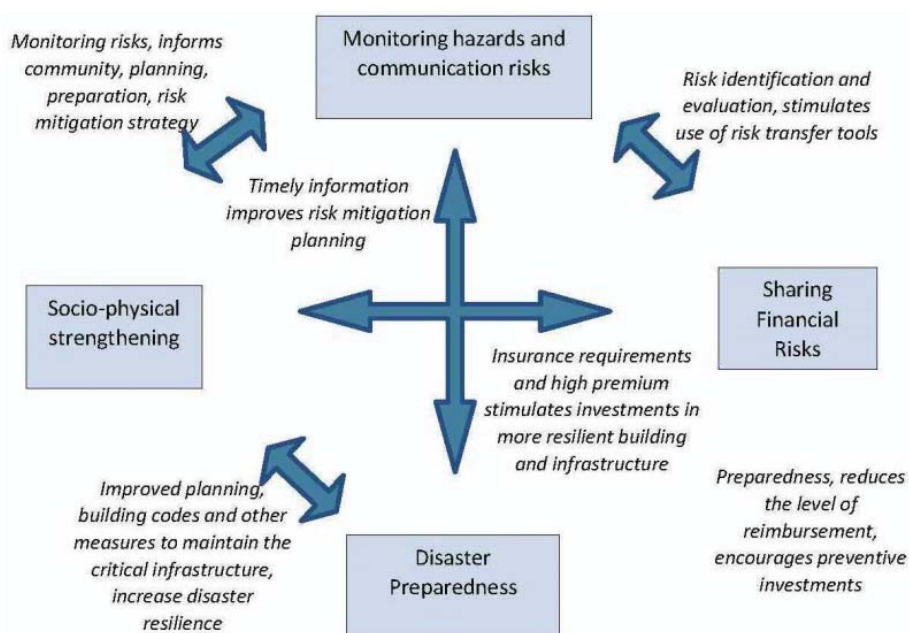 Monitoring risks, informs
community, planning,
preparation, risk
mitigation strategy
Monitoring hazards and
communication risks
Risk identification and
evaluation, stimulates
use of risk transfer tools
Timely information
improves risk mitigation
planning
Socio-physical
strengthening
Sharing
Financial
Risks
Insurance requirements
and high premium
stimulates investments in
more resilient building
and infrastructure
Improved planning,
building codes and other
measures to maintain the
critical infrastructure,
increase disaster
resilience
Disaster
Preparedness
Preparedness, reduces
the level of
reimbursement,
encourages preventive
investments